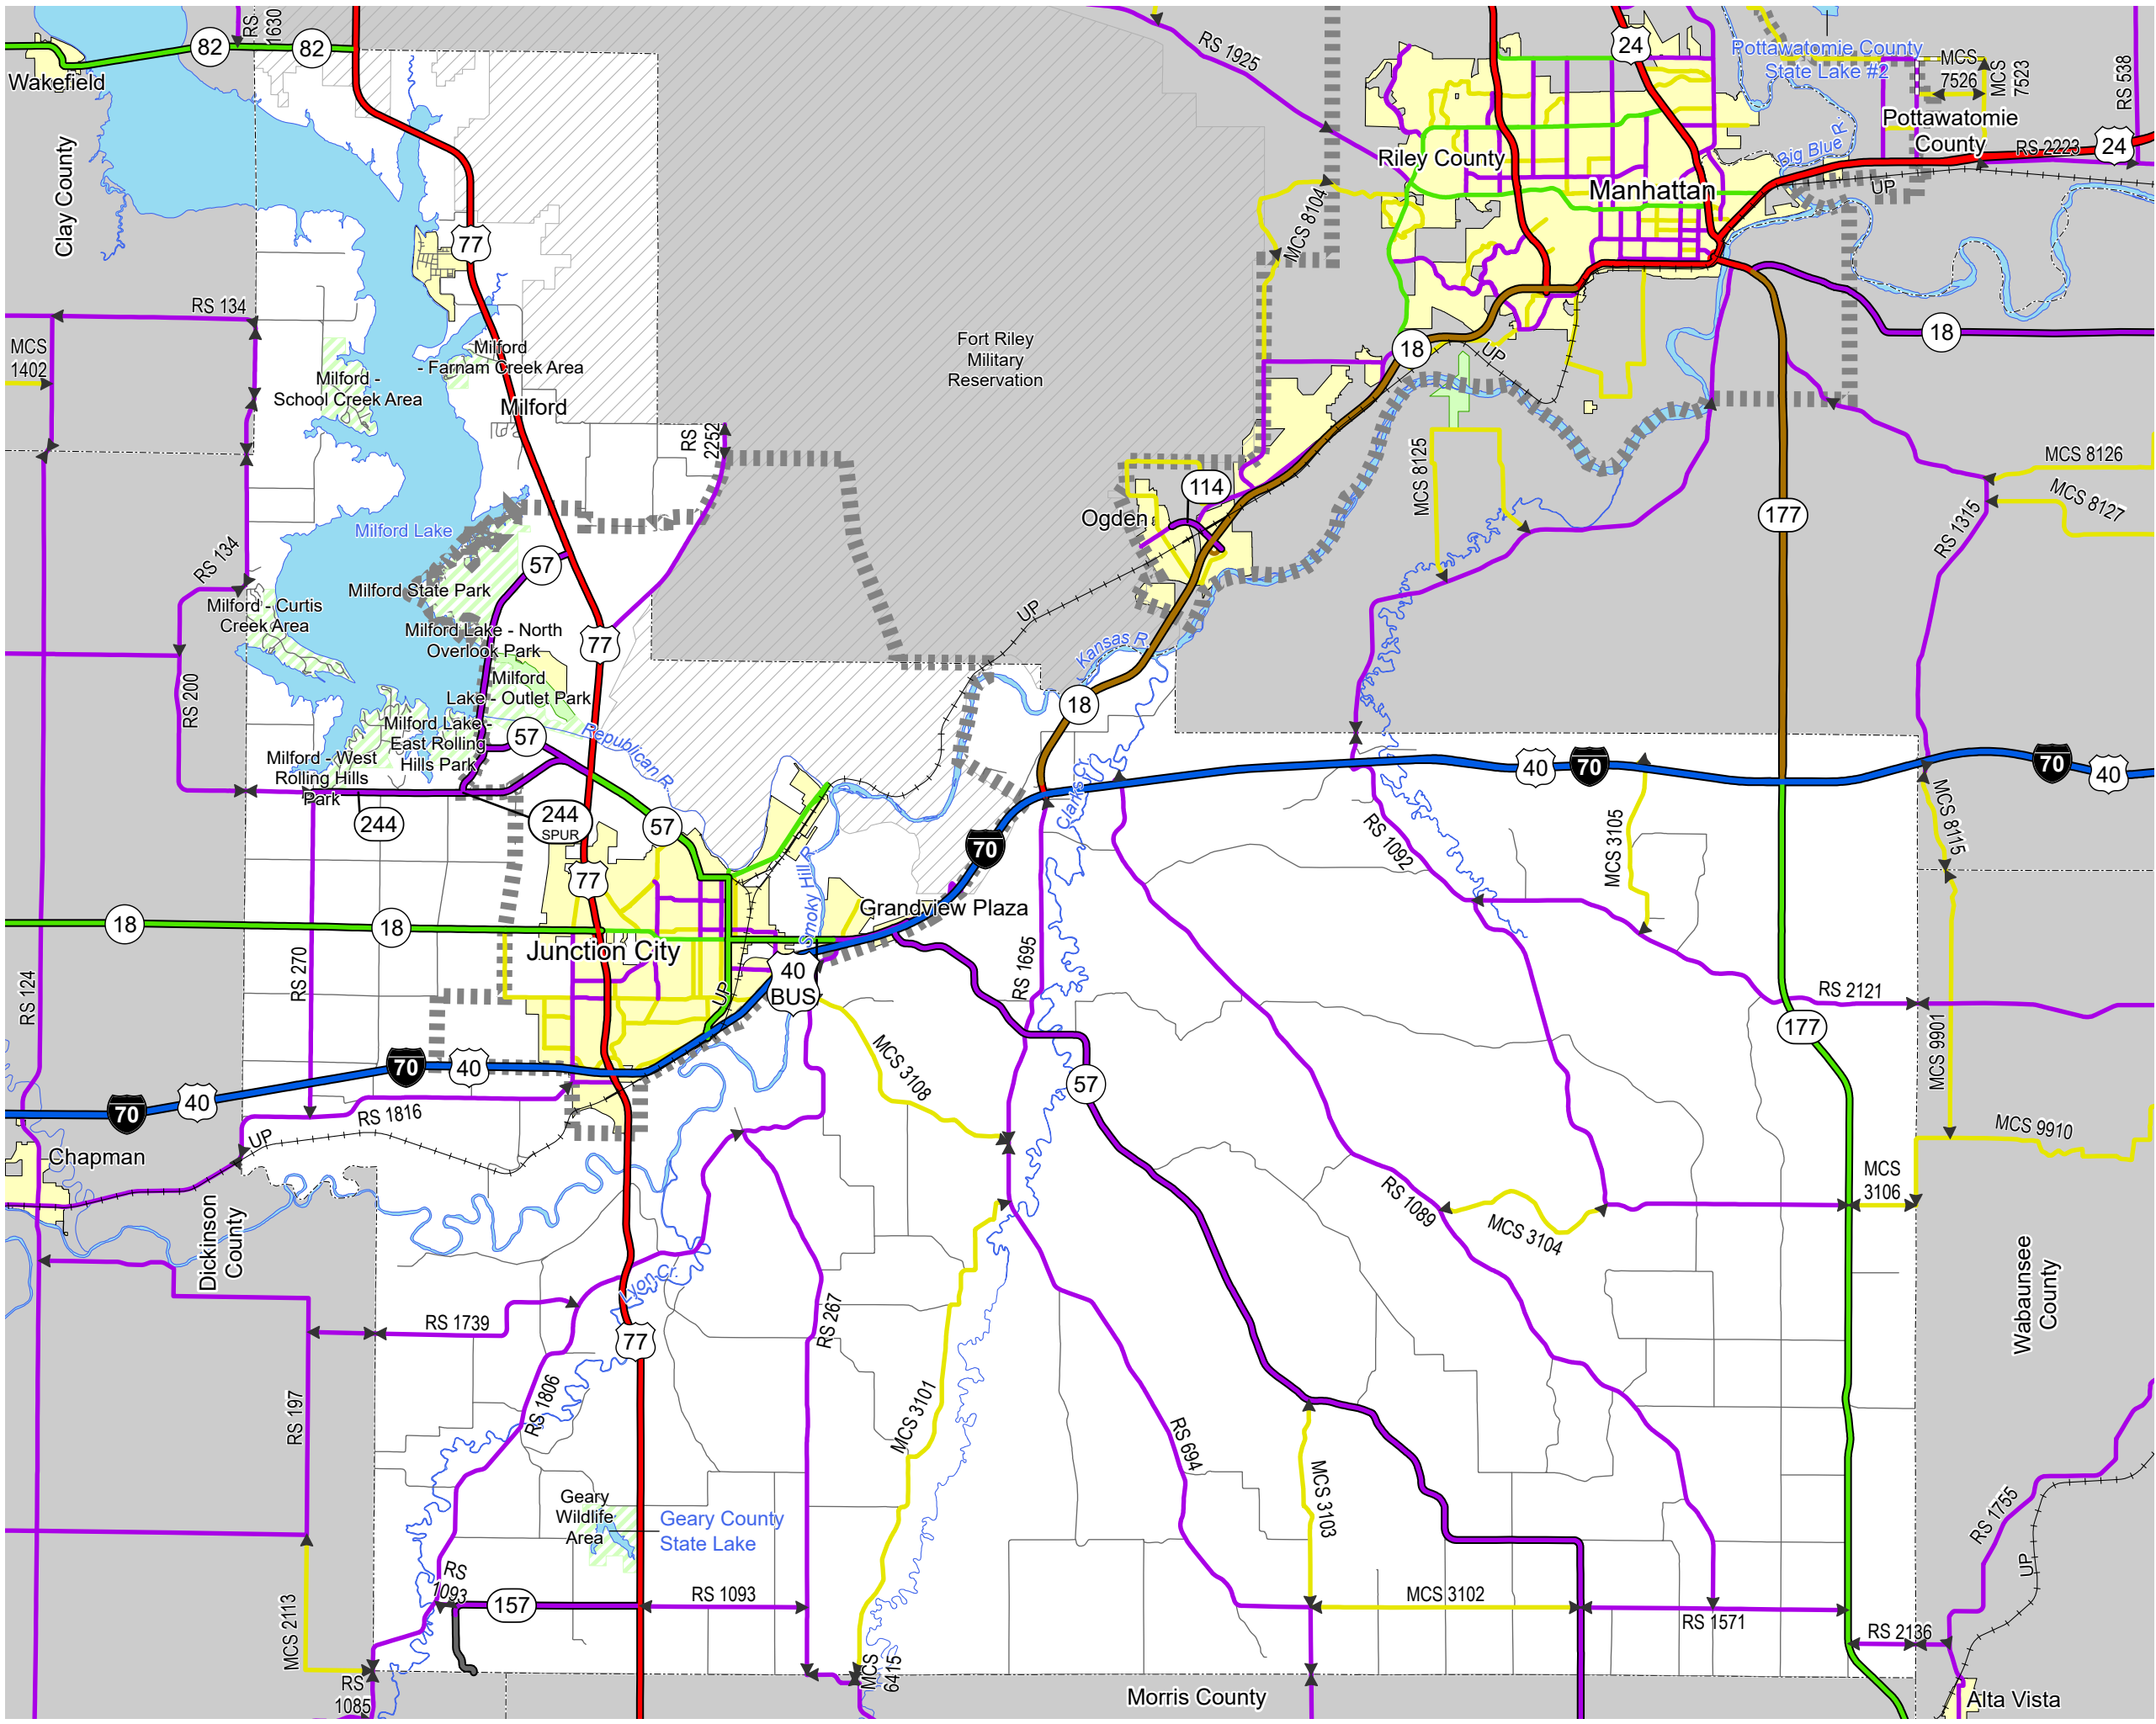 RS
1630
82
82
Wakefield
Clay County
RS 1925
24
Pottawatomie County
State Lake #2
MCS
7526
MCS
7523
RS 538
Pottawatomie
County
Big Blue R.
RS 2223
24
UP
Riley County
Manhattan
MCS 8104
77
RS 134
MCS
1402
Milford
- Farnam Creek Area
Milford -
School Creek Area
Milford
Fort Riley
Military
Reservation
18
UP
18
RS
2252
MCS 8125
MCS 8126
MCS 8127
RS 1315
114
Ogden
177
Milford Lake
RS 134
57
Milford State Park
Milford - Curtis
Creek Area
Milford Lake - North
Overlook Park
77
UP
Kansas R.
RS 200
Milford
Lake - Outlet Park
18
Milford Lake -
East Rolling
Hills Park
57
Republican R.
Milford - West
Rolling Hills
Park
244
244
SPUR
57
Clarks Cr.
40
70
70
40
MCS 8115
RS 1092
MCS 3105
70
77
Smoky Hill R.
Grandview Plaza
18
18
Junction City
40
BUS
UP
RS 124
RS 270
RS 1695
RS 2121
177
MCS 9901
MCS 3108
70
40
70
40
RS 1816
57
UP
Chapman
MCS 9910
MCS
3106
Dickinson
County
RS 1089
MCS 3104
Wabaunsee
County
Lyon Cr.
RS 1739
77
RS 267
RS 197
RS 1806
MCS 3101
RS 694
MCS 3103
Geary
Wildlife
Area
Geary County
State Lake
RS 1755
UP
RS
1093
157
RS 1093
MCS 3102
RS 1571
RS 2136
MCS 2113
RS
1085
MCS
6415
Morris County
Alta Vista